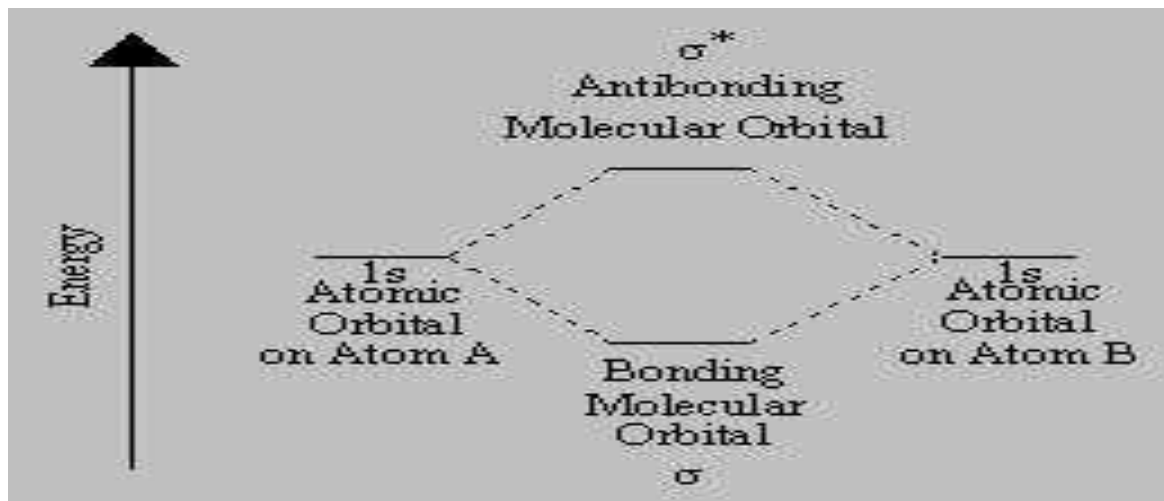 σ*
Antibonding
Molecular Orbital
Energy
1s
Atomic
Orbital
on Atom A
1s
Atomic
Orbital
on Atom B
Bonding
Molecular
Orbital
σ